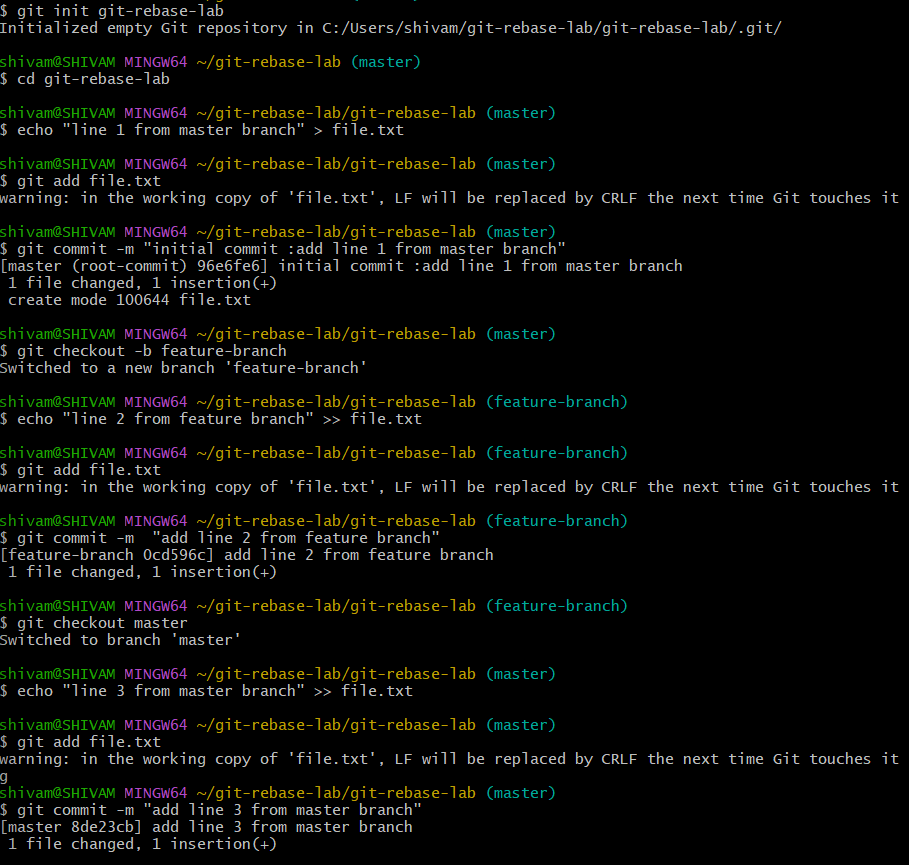 $ git init git-rebase-lab
Initialized empty Git repository in C:/Users/shivam/git-rebase-lab/git-rebase-lab/.git/
shivam@SHIVAM MINGW64 ~/git-rebase-lab (master)
$ cd git-rebase-lab
shivam@SHIVAM MINGW64 ~/git-rebase-lab/git-rebase-lab (master)
$ echo "line 1 from master branch" > file.txt
shivam@SHIVAM MINGW64 ~/git-rebase-lab/git-rebase-lab (master)
$ git add file.txt
warning: in the working copy of 'file.txt', LF will be replaced by CRLF the next time Git touches it
shivam@SHIVAM MINGW64 ~/git-rebase-lab/git-rebase-lab (master)
$ git commit -m "initial commit :add line 1 from master branch"
[master (root-commit) 96e6fe6] initial commit :add line 1 from master branch
 1 file changed, 1 insertion(+)
 create mode 100644 file.txt
shivam@SHIVAM MINGW64 ~/git-rebase-lab/git-rebase-lab (master)
$ git checkout -b feature-branch
Switched to a new branch 'feature-branch'
shivam@SHIVAM MINGW64 ~/git-rebase-lab/git-rebase-lab (feature-branch)
$ echo "line 2 from feature branch" >> file.txt
shivam@SHIVAM MINGW64 ~/git-rebase-lab/git-rebase-lab (feature-branch)
$ git add file.txt
warning: in the working copy of 'file.txt', LF will be replaced by CRLF the next time Git touches it
shivam@SHIVAM MINGW64 ~/git-rebase-lab/git-rebase-lab (feature-branch)
$ git commit -m  "add line 2 from feature branch"
[feature-branch 0cd596c] add line 2 from feature branch
 1 file changed, 1 insertion(+)
shivam@SHIVAM MINGW64 ~/git-rebase-lab/git-rebase-lab (feature-branch)
$ git checkout master
Switched to branch 'master'
shivam@SHIVAM MINGW64 ~/git-rebase-lab/git-rebase-lab (master)
$ echo "line 3 from master branch" >> file.txt
shivam@SHIVAM MINGW64 ~/git-rebase-lab/git-rebase-lab (master)
$ git add file.txt
warning: in the working copy of 'file.txt', LF will be replaced by CRLF the next time Git touches it
g
shivam@SHIVAM MINGW64 ~/git-rebase-lab/git-rebase-lab (master)
$ git commit -m "add line 3 from master branch"
[master 8de23cb] add line 3 from master branch
 1 file changed, 1 insertion(+)